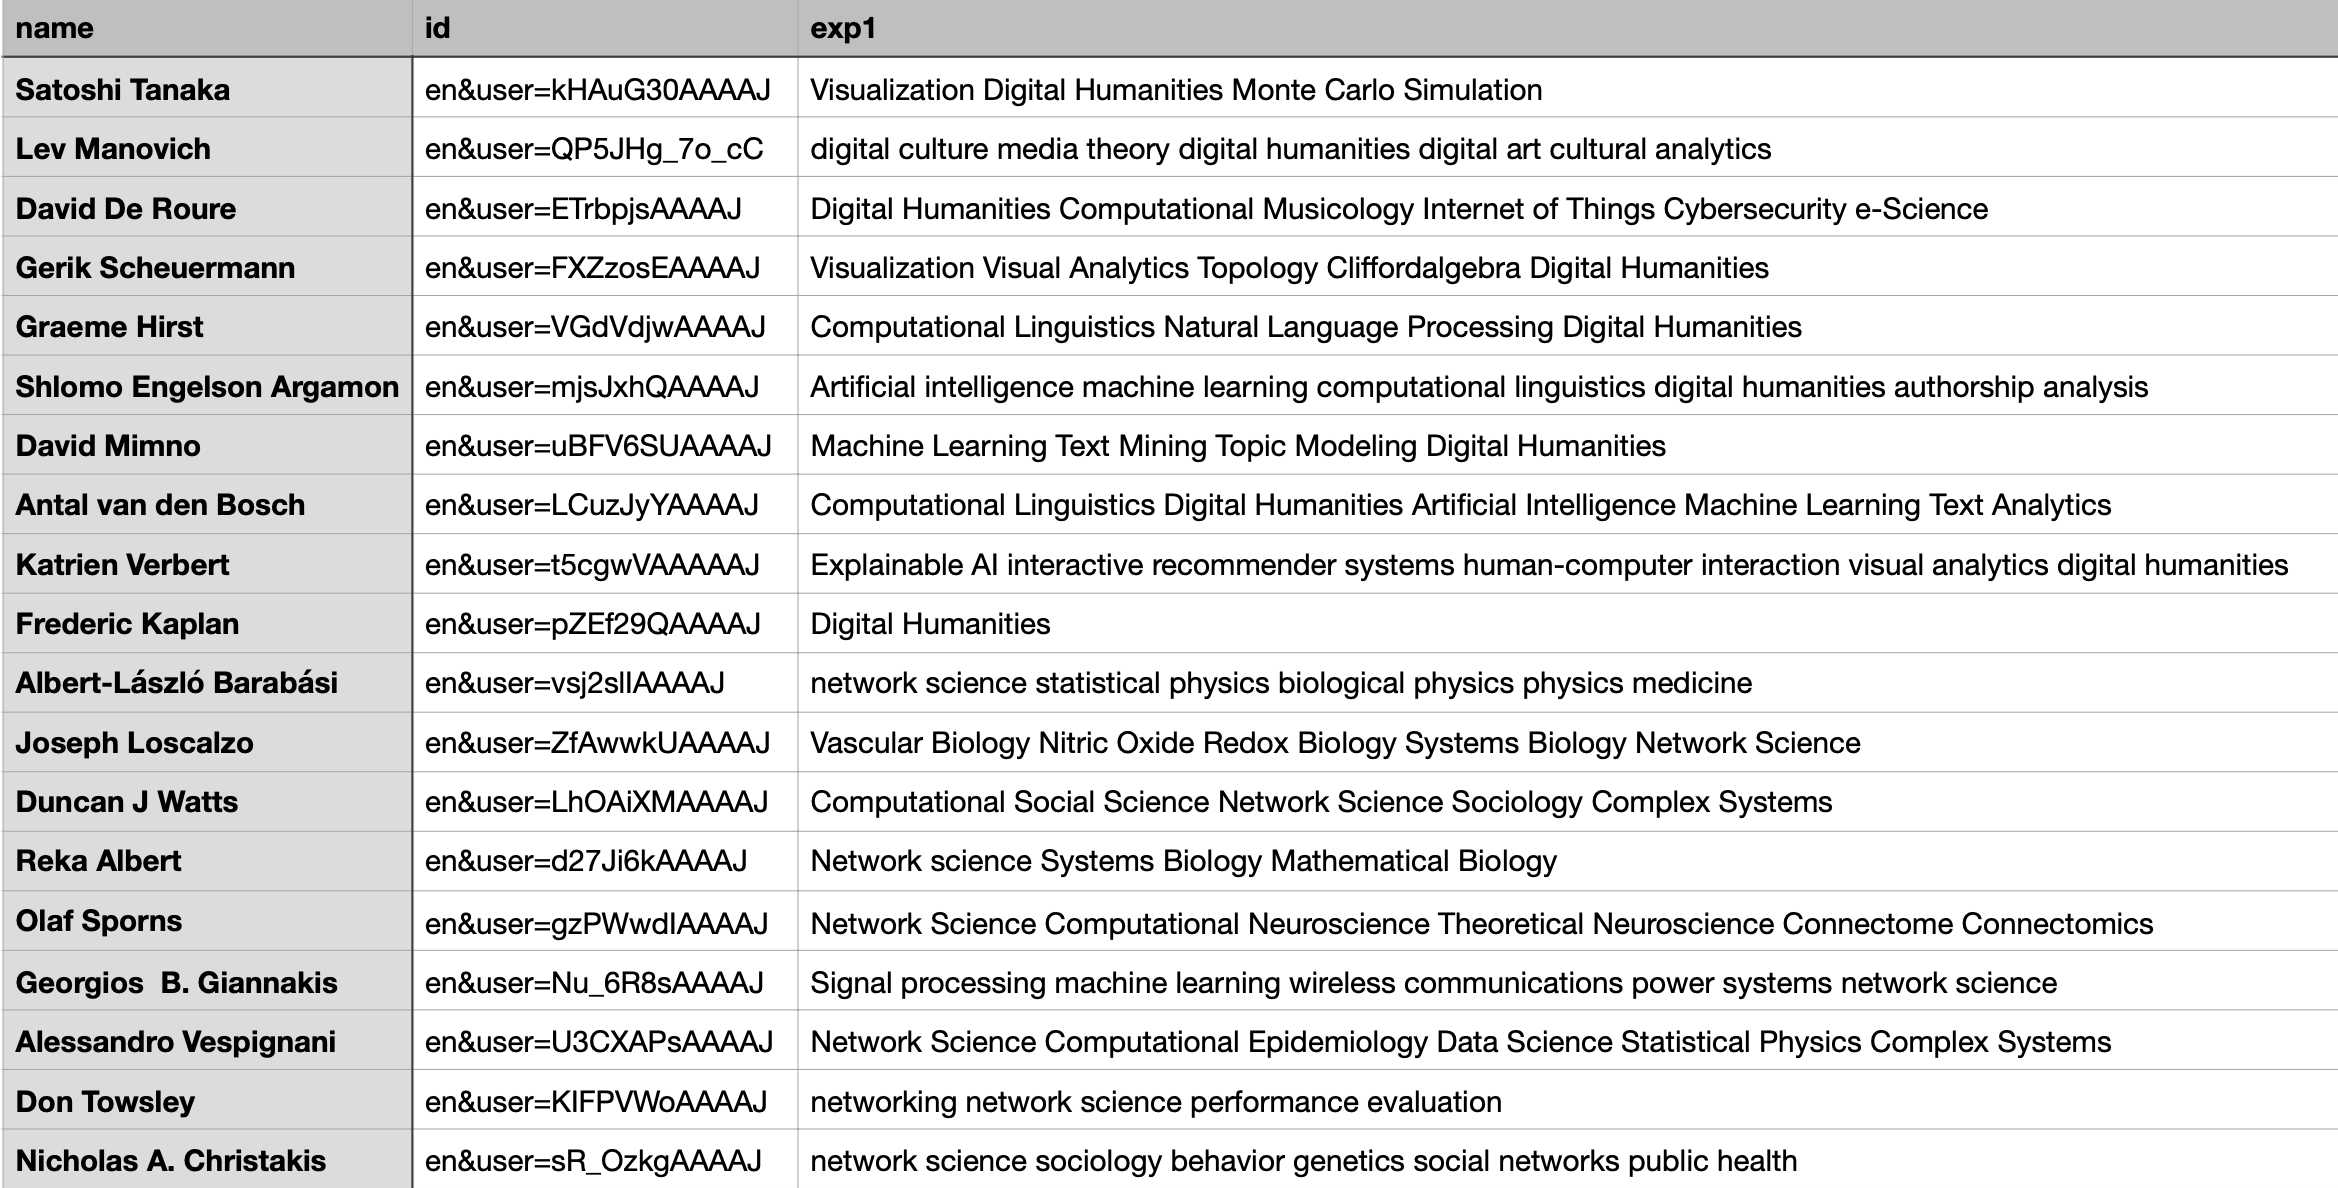 name id exp1
Satoshi Tanaka en&user=kHAuG30AAAAJ Visualization Digital Humanities Monte Carlo Simulation
Lev Manovich en&user=QP5JHg_7o_cC digital culture media theory digital humanities digital art cultural analytics
David De Roure en&user=ETrbpjsAAAAJ Digital Humanities Computational Musicology Internet of Things Cybersecurity e-Science
Gerik Scheuermann en&user=FXZzosEAAAAJ Visualization Visual Analytics Topology Cliffordalgebra Digital Humanities
Graeme Hirst en&user=VGdVdjwAAAAJ Computational Linguistics Natural Language Processing Digital Humanities
Shlomo Engelson Argamon en&user=mjsJxhQAAAAJ Artificial intelligence machine learning computational linguistics digital humanities authorship analysis
David Mimno en&user=uBFV6SUAAAAJ Machine Learning Text Mining Topic Modeling Digital Humanities
Antal van den Bosch en&user=LCuzJyYAAAAJ Computational Linguistics Digital Humanities Artificial Intelligence Machine Learning Text Analytics
Katrien Verbert en&user=t5cgwVAAAAAJ Explainable AI interactive recommender systems human-computer interaction visual analytics digital humanities
Frederic Kaplan en&user=pZEf29QAAAAJ Digital Humanities
Albert-László Barabási en&user=vsj2slIAAAAJ network science statistical physics biological physics physics medicine
Joseph Loscalzo en&user=ZfAwwkUAAAAJ Vascular Biology Nitric Oxide Redox Biology Systems Biology Network Science
Duncan J Watts en&user=LhOAiXMAAAAJ Computational Social Science Network Science Sociology Complex Systems
Reka Albert en&user=d27Ji6kAAAAJ Network science Systems Biology Mathematical Biology
Olaf Sporns en&user=gzPWwdIAAAAJ Network Science Computational Neuroscience Theoretical Neuroscience Connectome Connectomics
Georgios  B. Giannakis en&user=Nu_6R8sAAAAJ Signal processing machine learning wireless communications power systems network science
Alessandro Vespignani en&user=U3CXAPsAAAAJ Network Science Computational Epidemiology Data Science Statistical Physics Complex Systems
Don Towsley en&user=KIFPVWoAAAAJ networking network science performance evaluation
Nicholas A. Christakis en&user=sR_OzkgAAAAJ network science sociology behavior genetics social networks public health